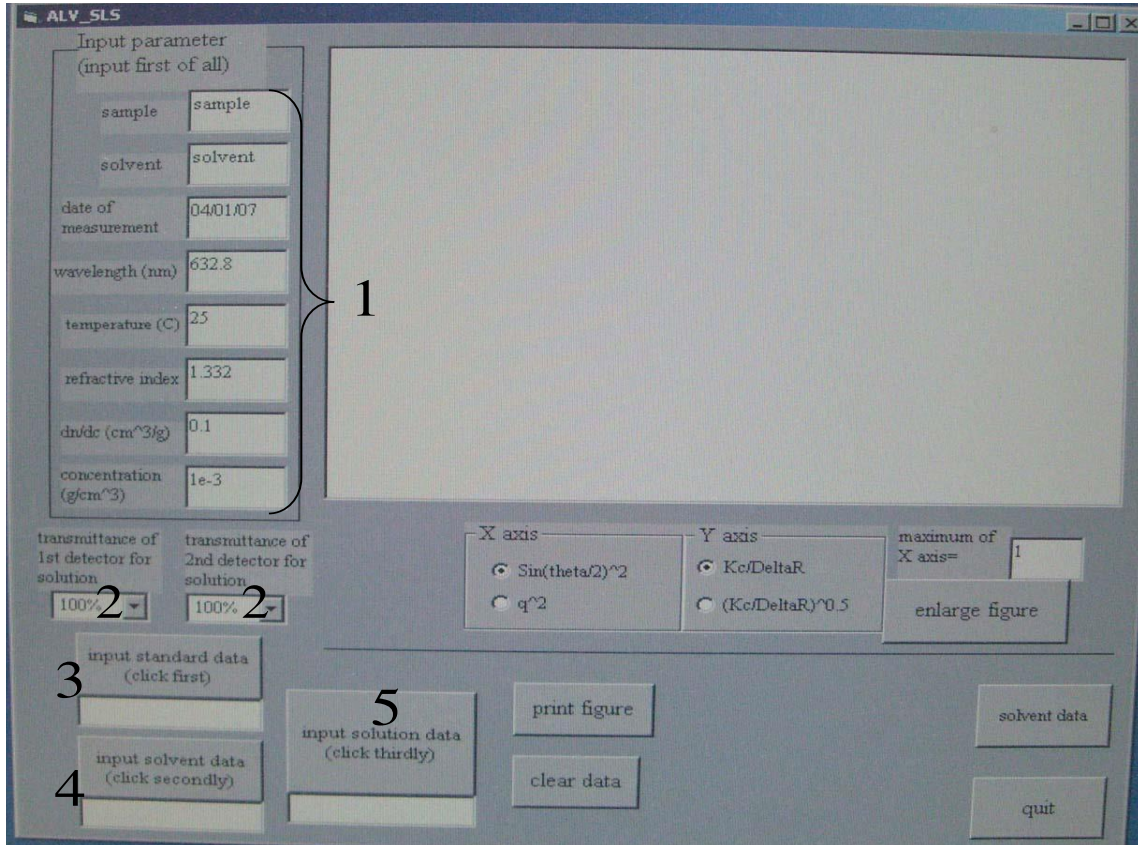 ALV_SLS
Input parameter
(input first of all)
sample
sample
solvent
solvent
date of
measurement
04/01/07
wavelength (nm)
632.8
1
temperature (C)
25
refractive index
1.332
dn/dc (cm^3/g)
0.1
concentration
(g/cm^3)
1e-3
transmittance of
1st detector for
solution
100%
2
transmittance of
2nd detector for
solution
100%
2
X axis
Sin(theta/2)^2
q^2
Y axis
Kc/DeltaR
(Kc/DeltaR)^0.5
maximum of
X axis=
1
enlarge figure
3
input standard data
(click first)
4
input solvent data
(click secondly)
5
input solution data
(click thirdly)
print figure
clear data
solvent data
quit